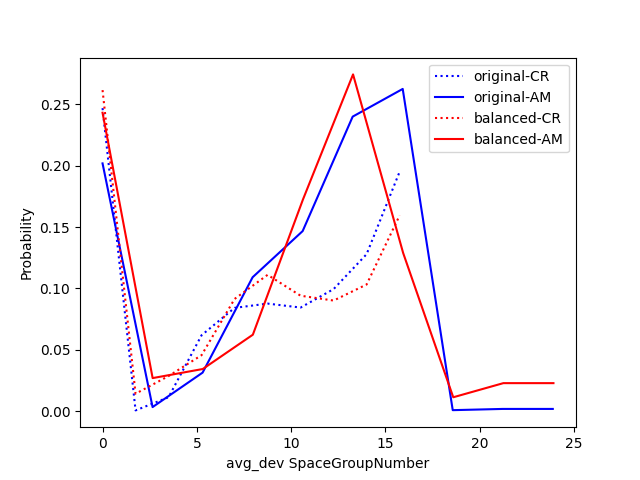 original-CR
original-AM
balanced-CR
balanced-AM
Probability
0.25
0.20
0.15
0.10
0.05
0.00
0 5 10 15 20 25
avg_dev SpaceGroupNumber